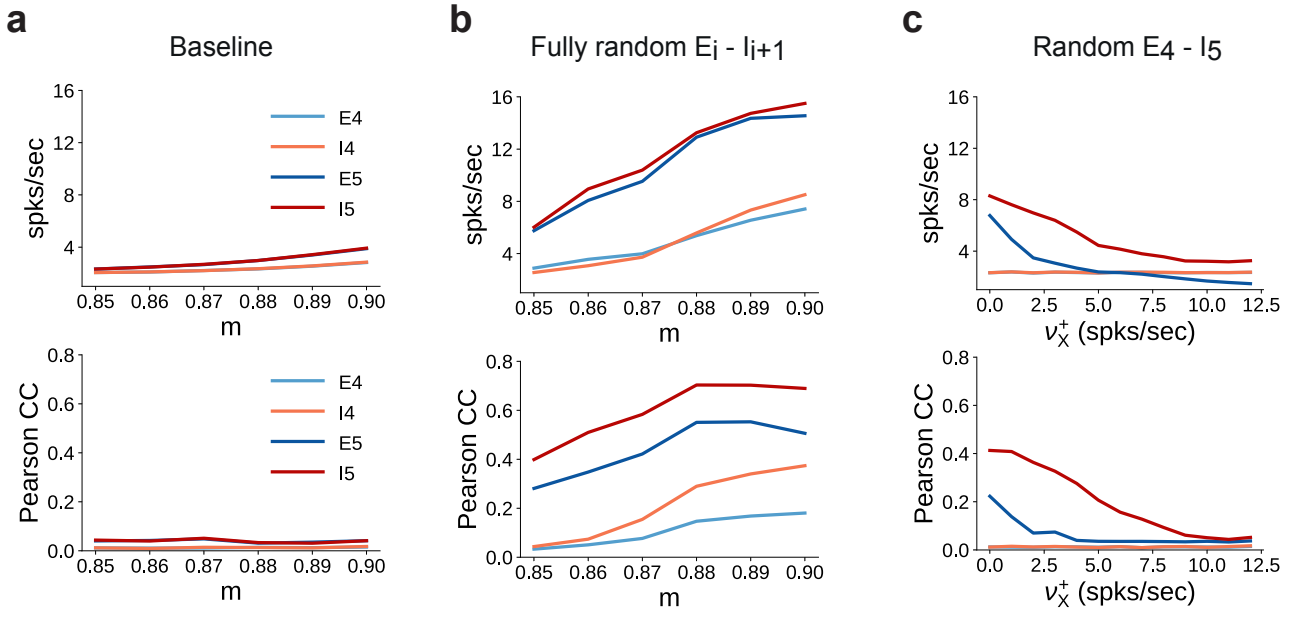 a
Baseline
16
12
8
4
spks/sec
E4
I4
E5
I5
0.85 0.86 0.87 0.88 0.89 0.90
m
0.8
0.6
0.4
0.2
0.0
Pearson CC
E4
I4
E5
I5
0.85 0.86 0.87 0.88 0.89 0.90
m
b
Fully random Ei - Ii+1
16
12
8
4
spks/sec
0.85 0.86 0.87 0.88 0.89 0.90
m
0.8
0.6
0.4
0.2
0.0
Pearson CC
0.85 0.86 0.87 0.88 0.89 0.90
m
c
Random E4 - I5
16
12
8
4
spks/sec
0.0 2.5 5.0 7.5 10.0 12.5
ν_X^+ (spks/sec)
0.8
0.6
0.4
0.2
0.0
Pearson CC
0.0 2.5 5.0 7.5 10.0 12.5
ν_X^+ (spks/sec)